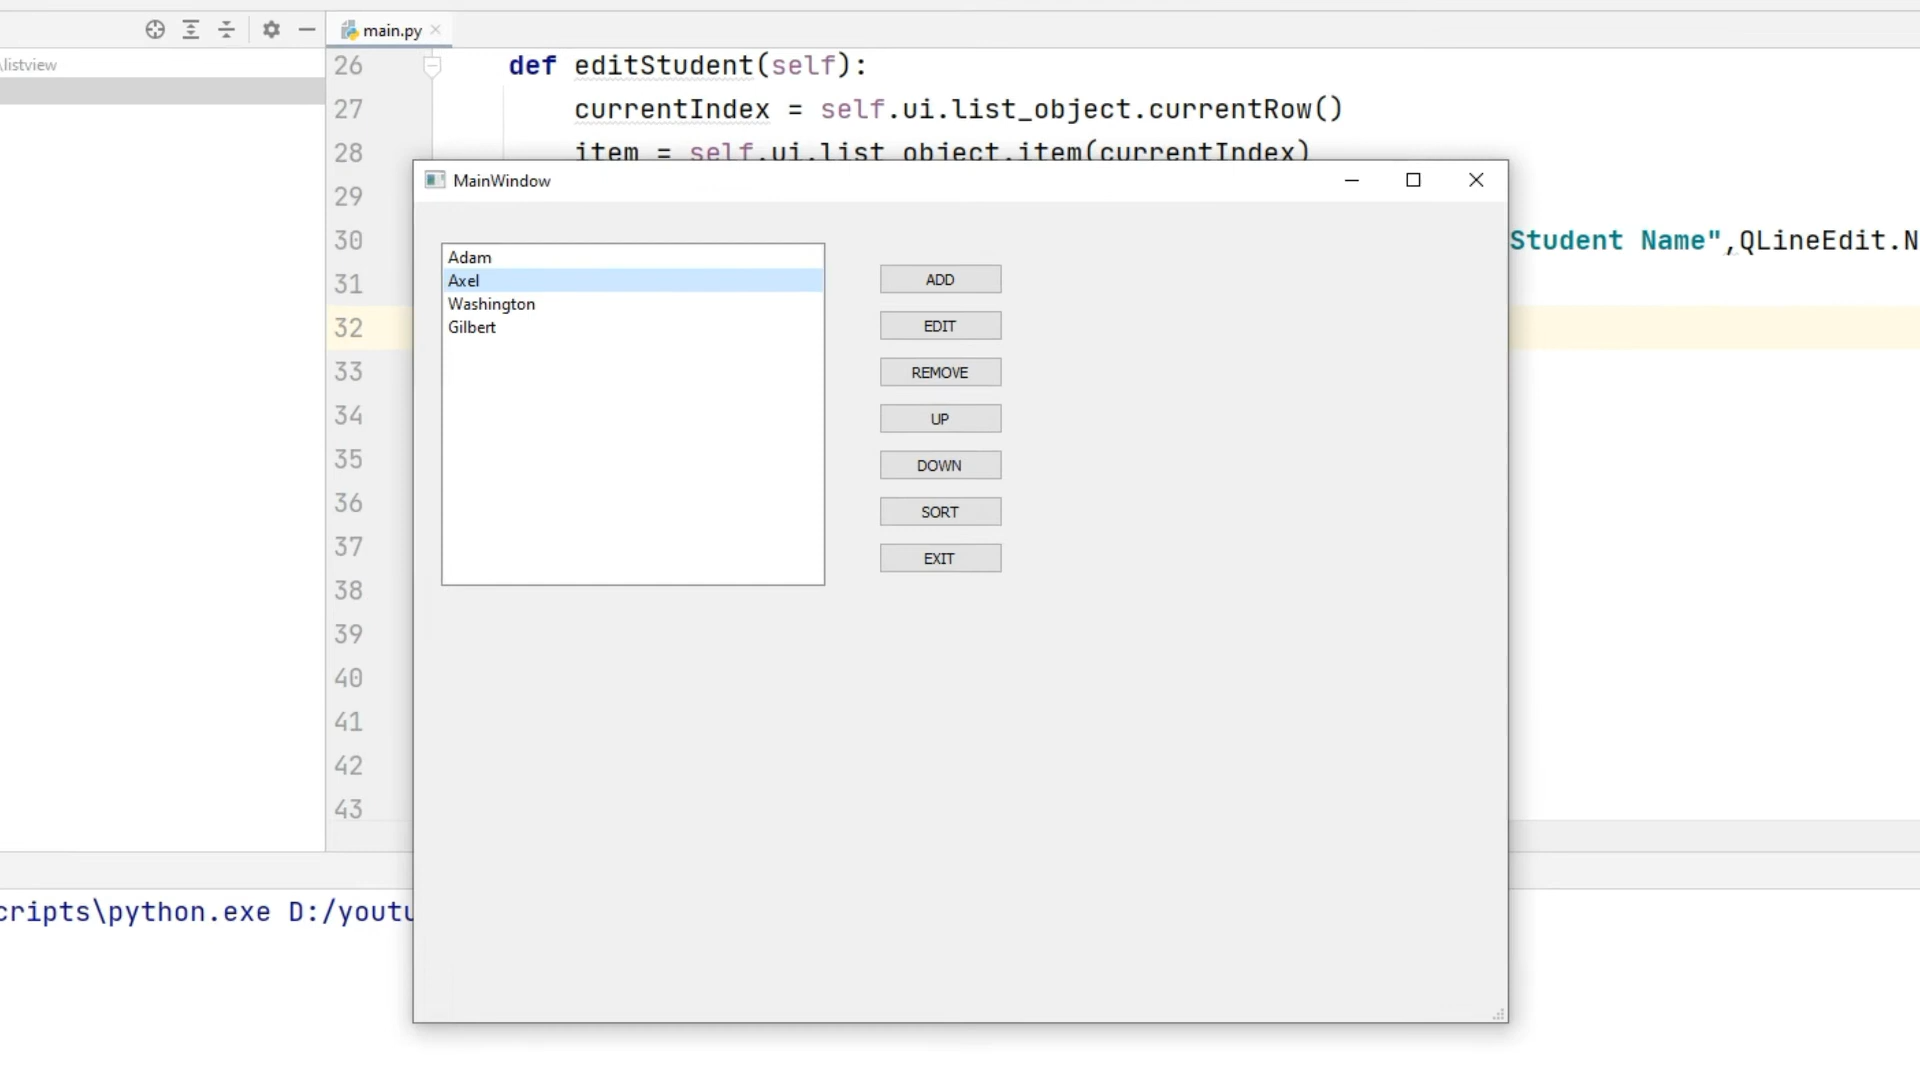 main.py
\listview
26 def editStudent(self):
27 currentIndex = self.ui.list_object.currentRow()
28 item = self.ui.list_object.item(currentIndex)
MainWindow
29
30 Student Name",QLineEdit.N
31
32
33
34
35
36
37
38
39
40
41
42
43
Adam
Axel
Washington
Gilbert
ADD
EDIT
REMOVE
UP
DOWN
SORT
EXIT
cripts\python.exe D:/youtu